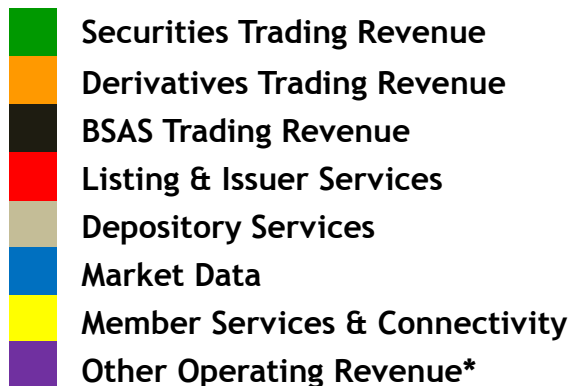 Securities Trading Revenue
Derivatives Trading Revenue
BSAS Trading Revenue
Listing & Issuer Services
Depository Services
Market Data
Member Services & Connectivity
Other Operating Revenue*